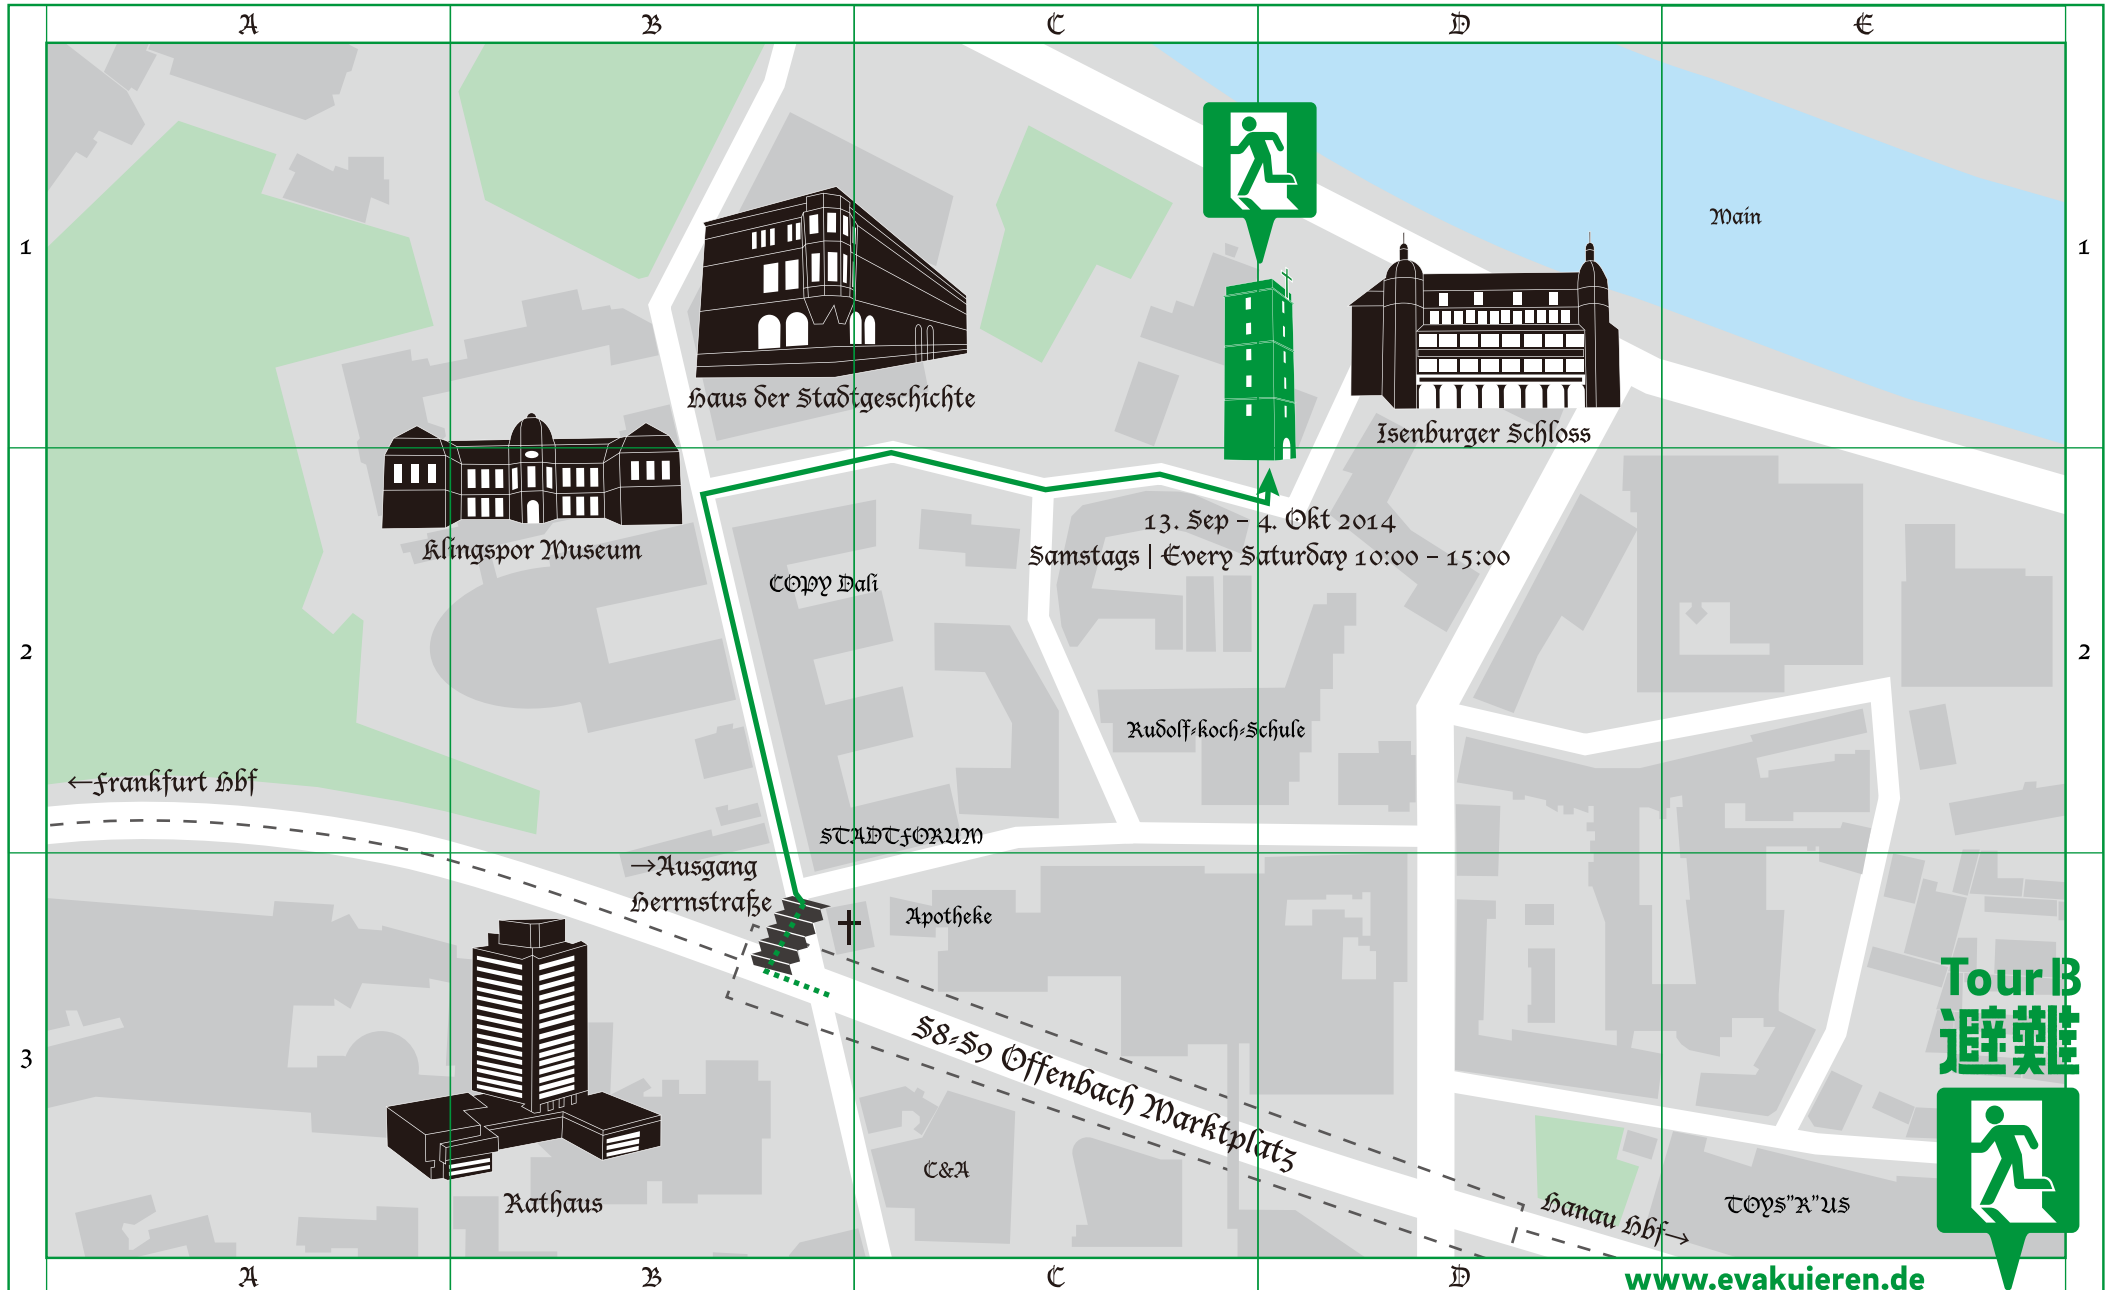 A B C D E
1 1
Main
Haus der Stadtgeschichte
Isenburger Schloss
Klingspor Museum
13. Sep – 4. Okt 2014
Samstags | Every Saturday 10:00 – 15:00
COPY Dali
2 2
Rudolf-Koch-Schule
←Frankfurt Hbf
STADTFORUM
→Ausgang
Herrnstraße
Apotheke
S8-S9 Offenbach Marktplatz
Tour B
避難
3 3
C&A
Rathaus
Hanau Hbf→
TOYS"R"US
A B C D
www.evakuieren.de